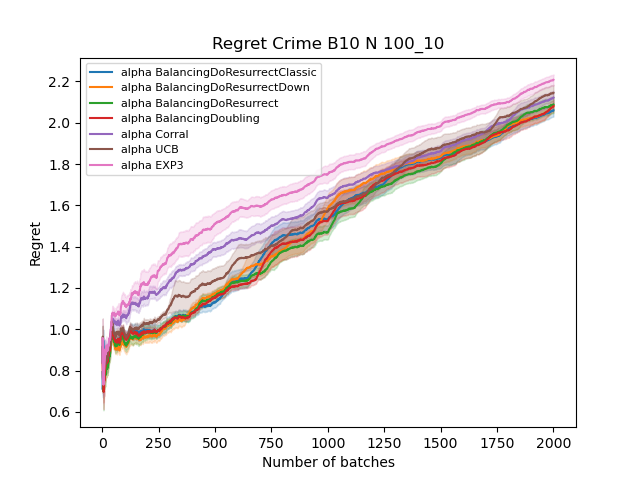 Regret Crime B10 N 100_10
alpha BalancingDoResurrectClassic
alpha BalancingDoResurrectDown
alpha BalancingDoResurrect
alpha BalancingDoubling
alpha Corral
alpha UCB
alpha EXP3
Regret
2.2
2.0
1.8
1.6
1.4
1.2
1.0
0.8
0.6
0 250 500 750 1000 1250 1500 1750 2000
Number of batches